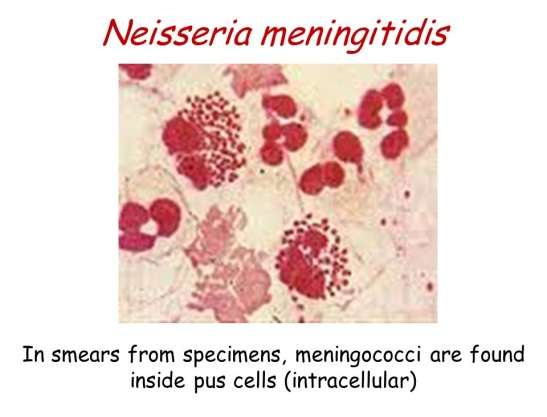 Neisseria meningitidis
In smears from specimens, meningococci are found
inside pus cells (intracellular)